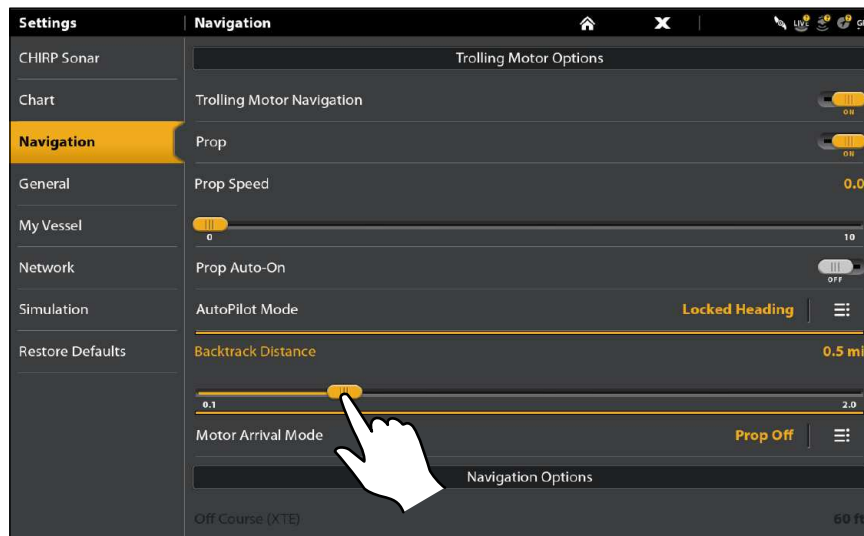 Settings
Navigation
LIVE
CHIRP Sonar
Trolling Motor Options
Chart
Trolling Motor Navigation
ON
Navigation
Prop
ON
General
Prop Speed
0.0
My Vessel
0
10
Network
Prop Auto-On
OFF
Simulation
AutoPilot Mode
Locked Heading
Restore Defaults
Backtrack Distance
0.5 mi
0.1
2.0
Motor Arrival Mode
Prop Off
Navigation Options
Off Course (XTE)
60 ft